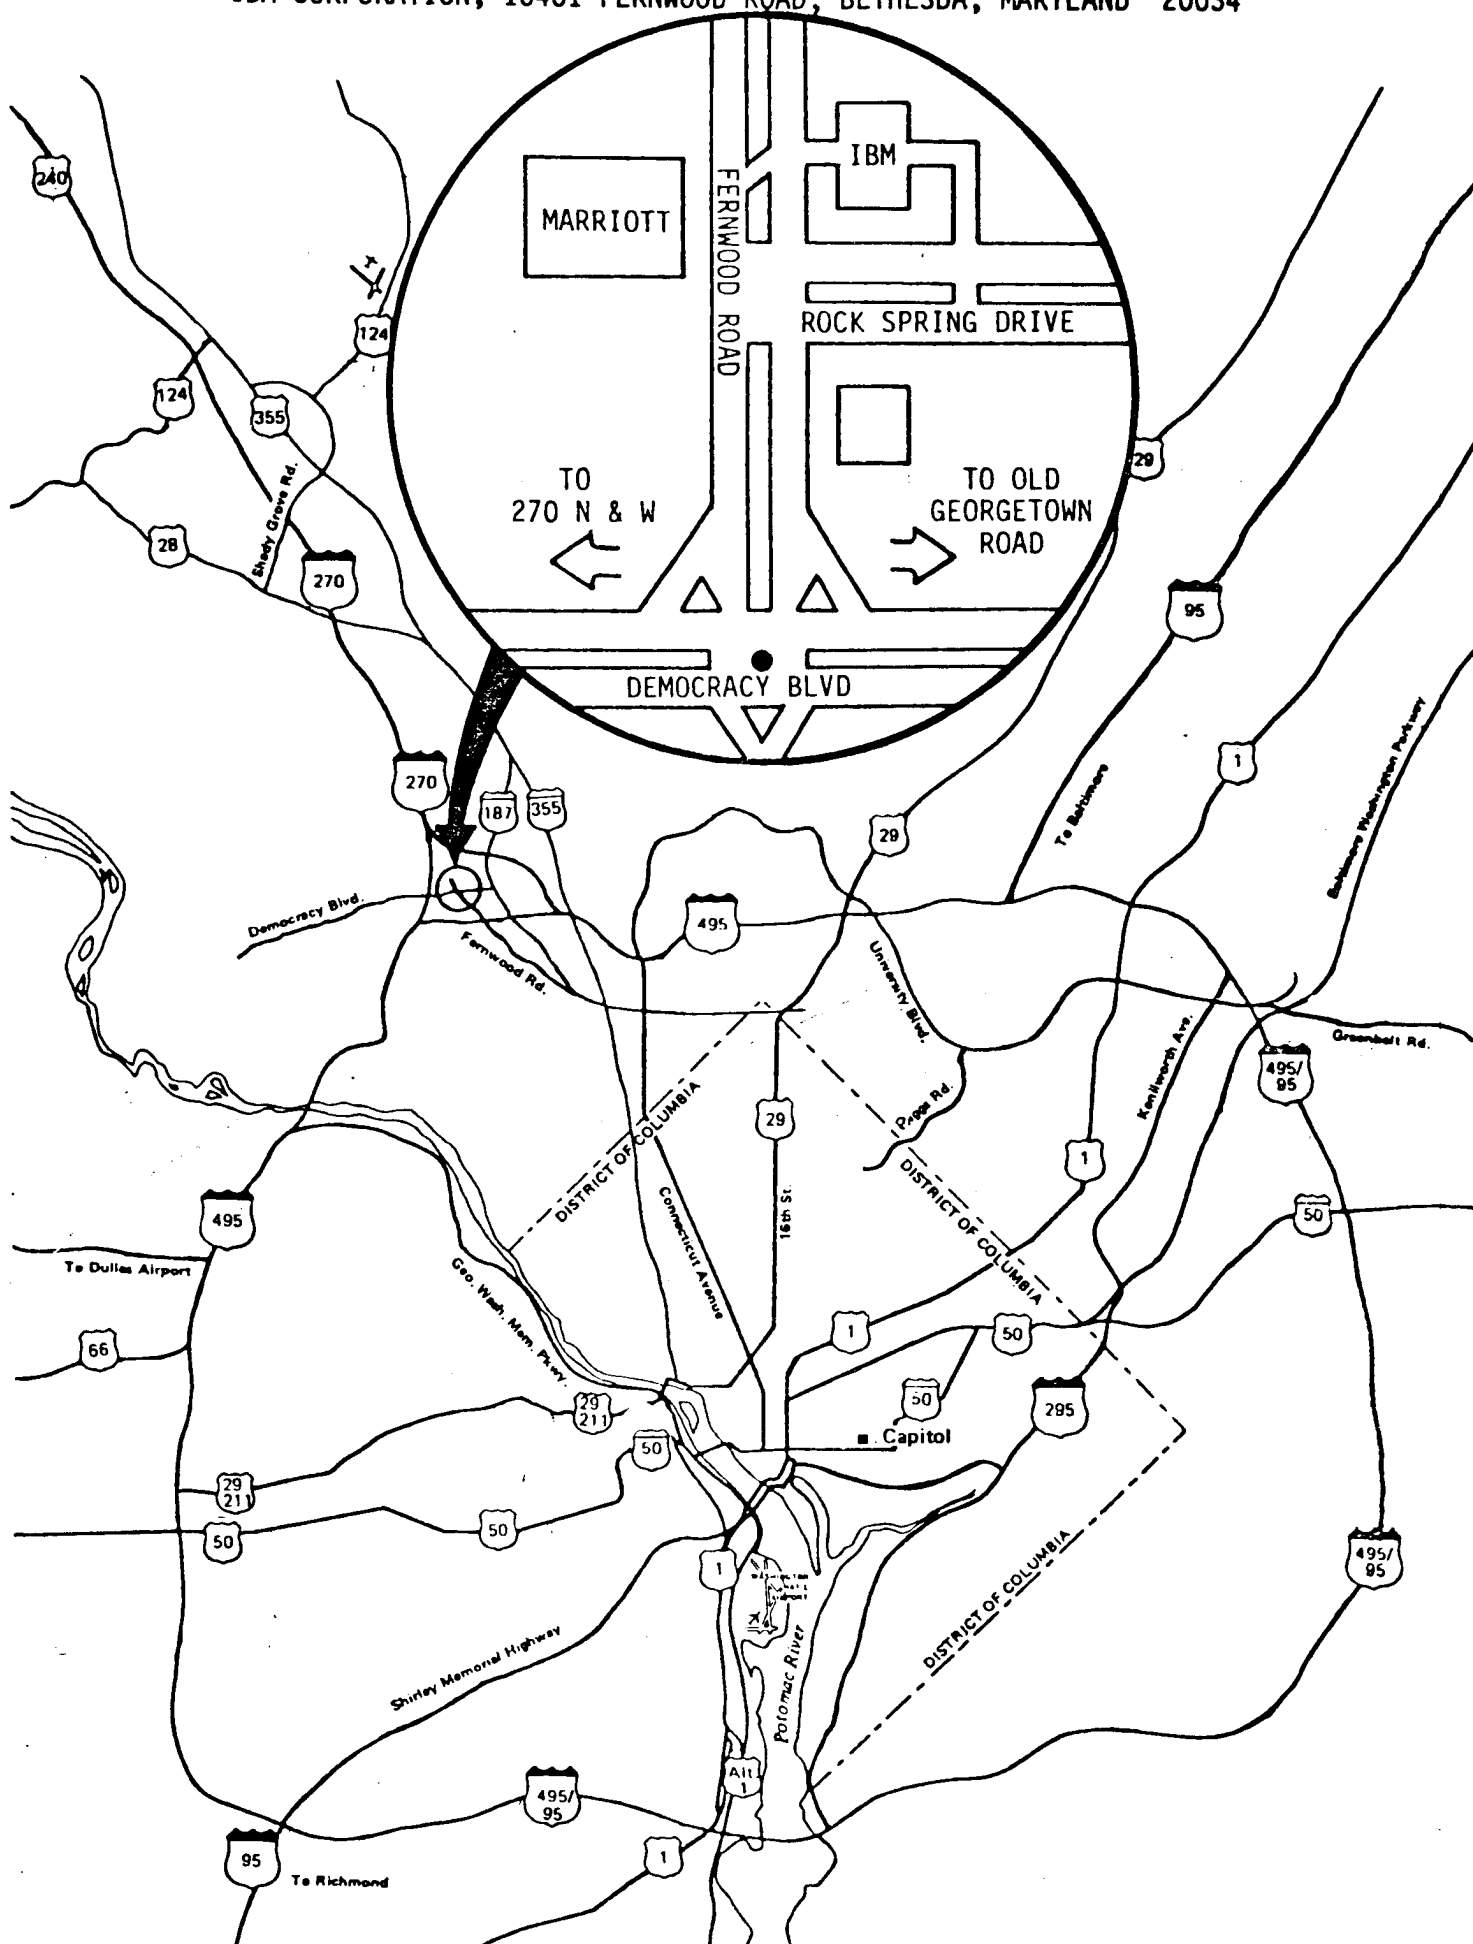 CORPORATION, 10401 FERNWOOD ROAD, BETHESDA, MARYLAND 20034
IBM
MARRIOTT
FERNWOOD ROAD
ROCK SPRING DRIVE
TO
270 N & W
TO OLD
GEORGETOWN
ROAD
DEMOCRACY BLVD
240
124
124
355
Shady Grove Rd.
28
270
29
95
270
187
355
29
To Baltimore
1
Baltimore Washington Parkway
Democracy Blvd.
Fernwood Rd.
495
University Blvd.
Greenbelt Rd.
Kenilworth Ave.
495/
95
DISTRICT OF COLUMBIA
29
Riggs Rd.
1
DISTRICT OF COLUMBIA
495
Connecticut Avenue
16th St.
50
To Dulles Airport
Geo. Wash. Mem. Pkwy.
66
1
50
29
211
50
295
50
Capitol
29
211
50
50
1
495/
95
WASHINGTON
DISTRICT OF COLUMBIA
Potomac River
Shirley Memorial Highway
Alt.
1
495/
95
95
1
To Richmond